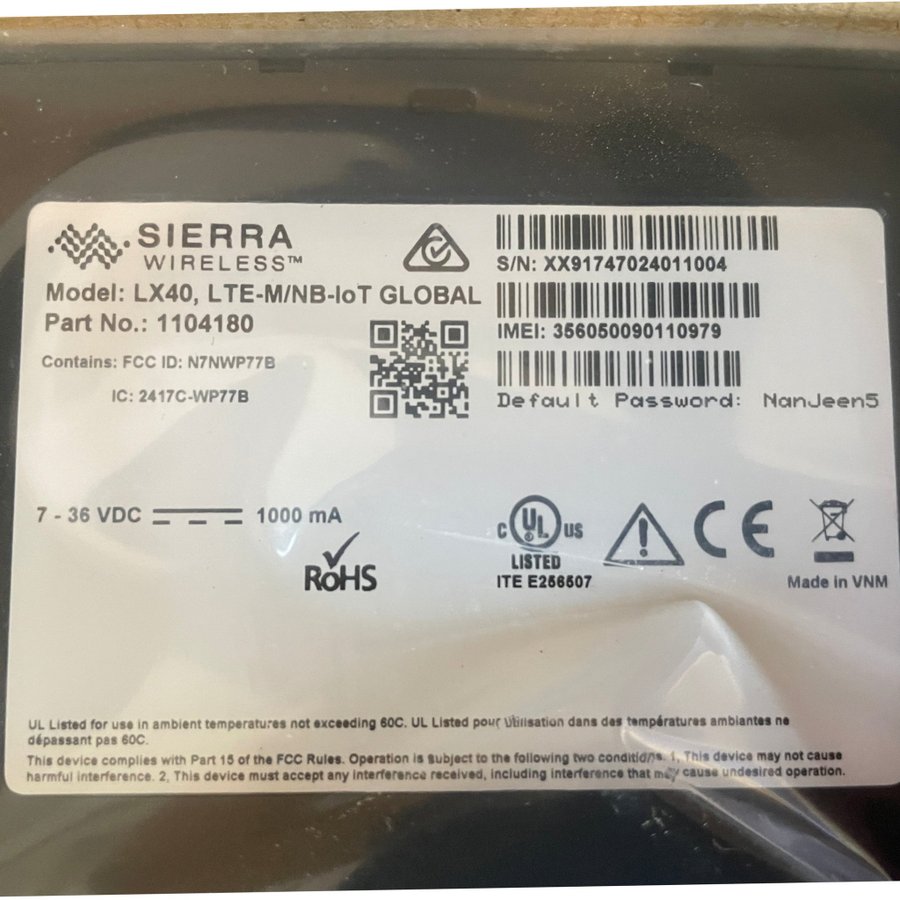 SIERRA
WIRELESS™
Model: LX40, LTE-M/NB-IoT GLOBAL
Part No.: 1104180
Contains: FCC ID: N7NWP77B
IC: 2417C-WP77B
S/N: XX91747024011004
IMEI: 356050090110979
Default Password: NanJeen5
7 - 36 VDC 1000 mA
RoHS
C UL US
LISTED
ITE E256507
CE
Made in VNM
UL Listed for use in ambient temperatures not exceeding 60C. UL Listed pour Utilisation dans des températures ambiantes ne
dépassant pas 60C.
This device complies with Part 15 of the FCC Rules. Operation is subject to the following two conditions. 1, This device may not cause
harmful interference. 2, This device must accept any interference received, including interference that may cause undesired operation.